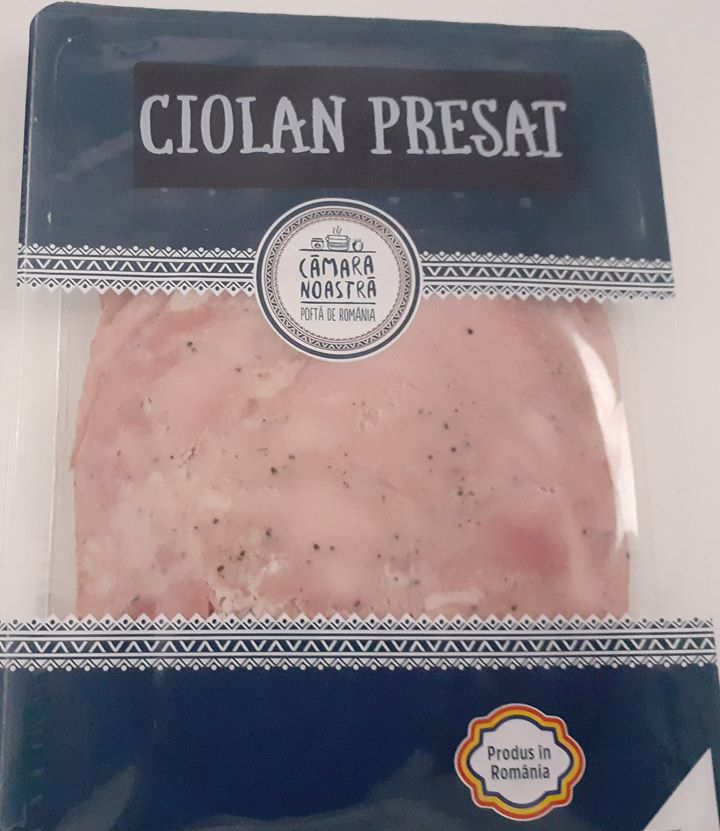 CIOLAN PRESAT
CĂMARA
NOASTRĂ
POFTĂ DE ROMÂNIA
Produs în
România